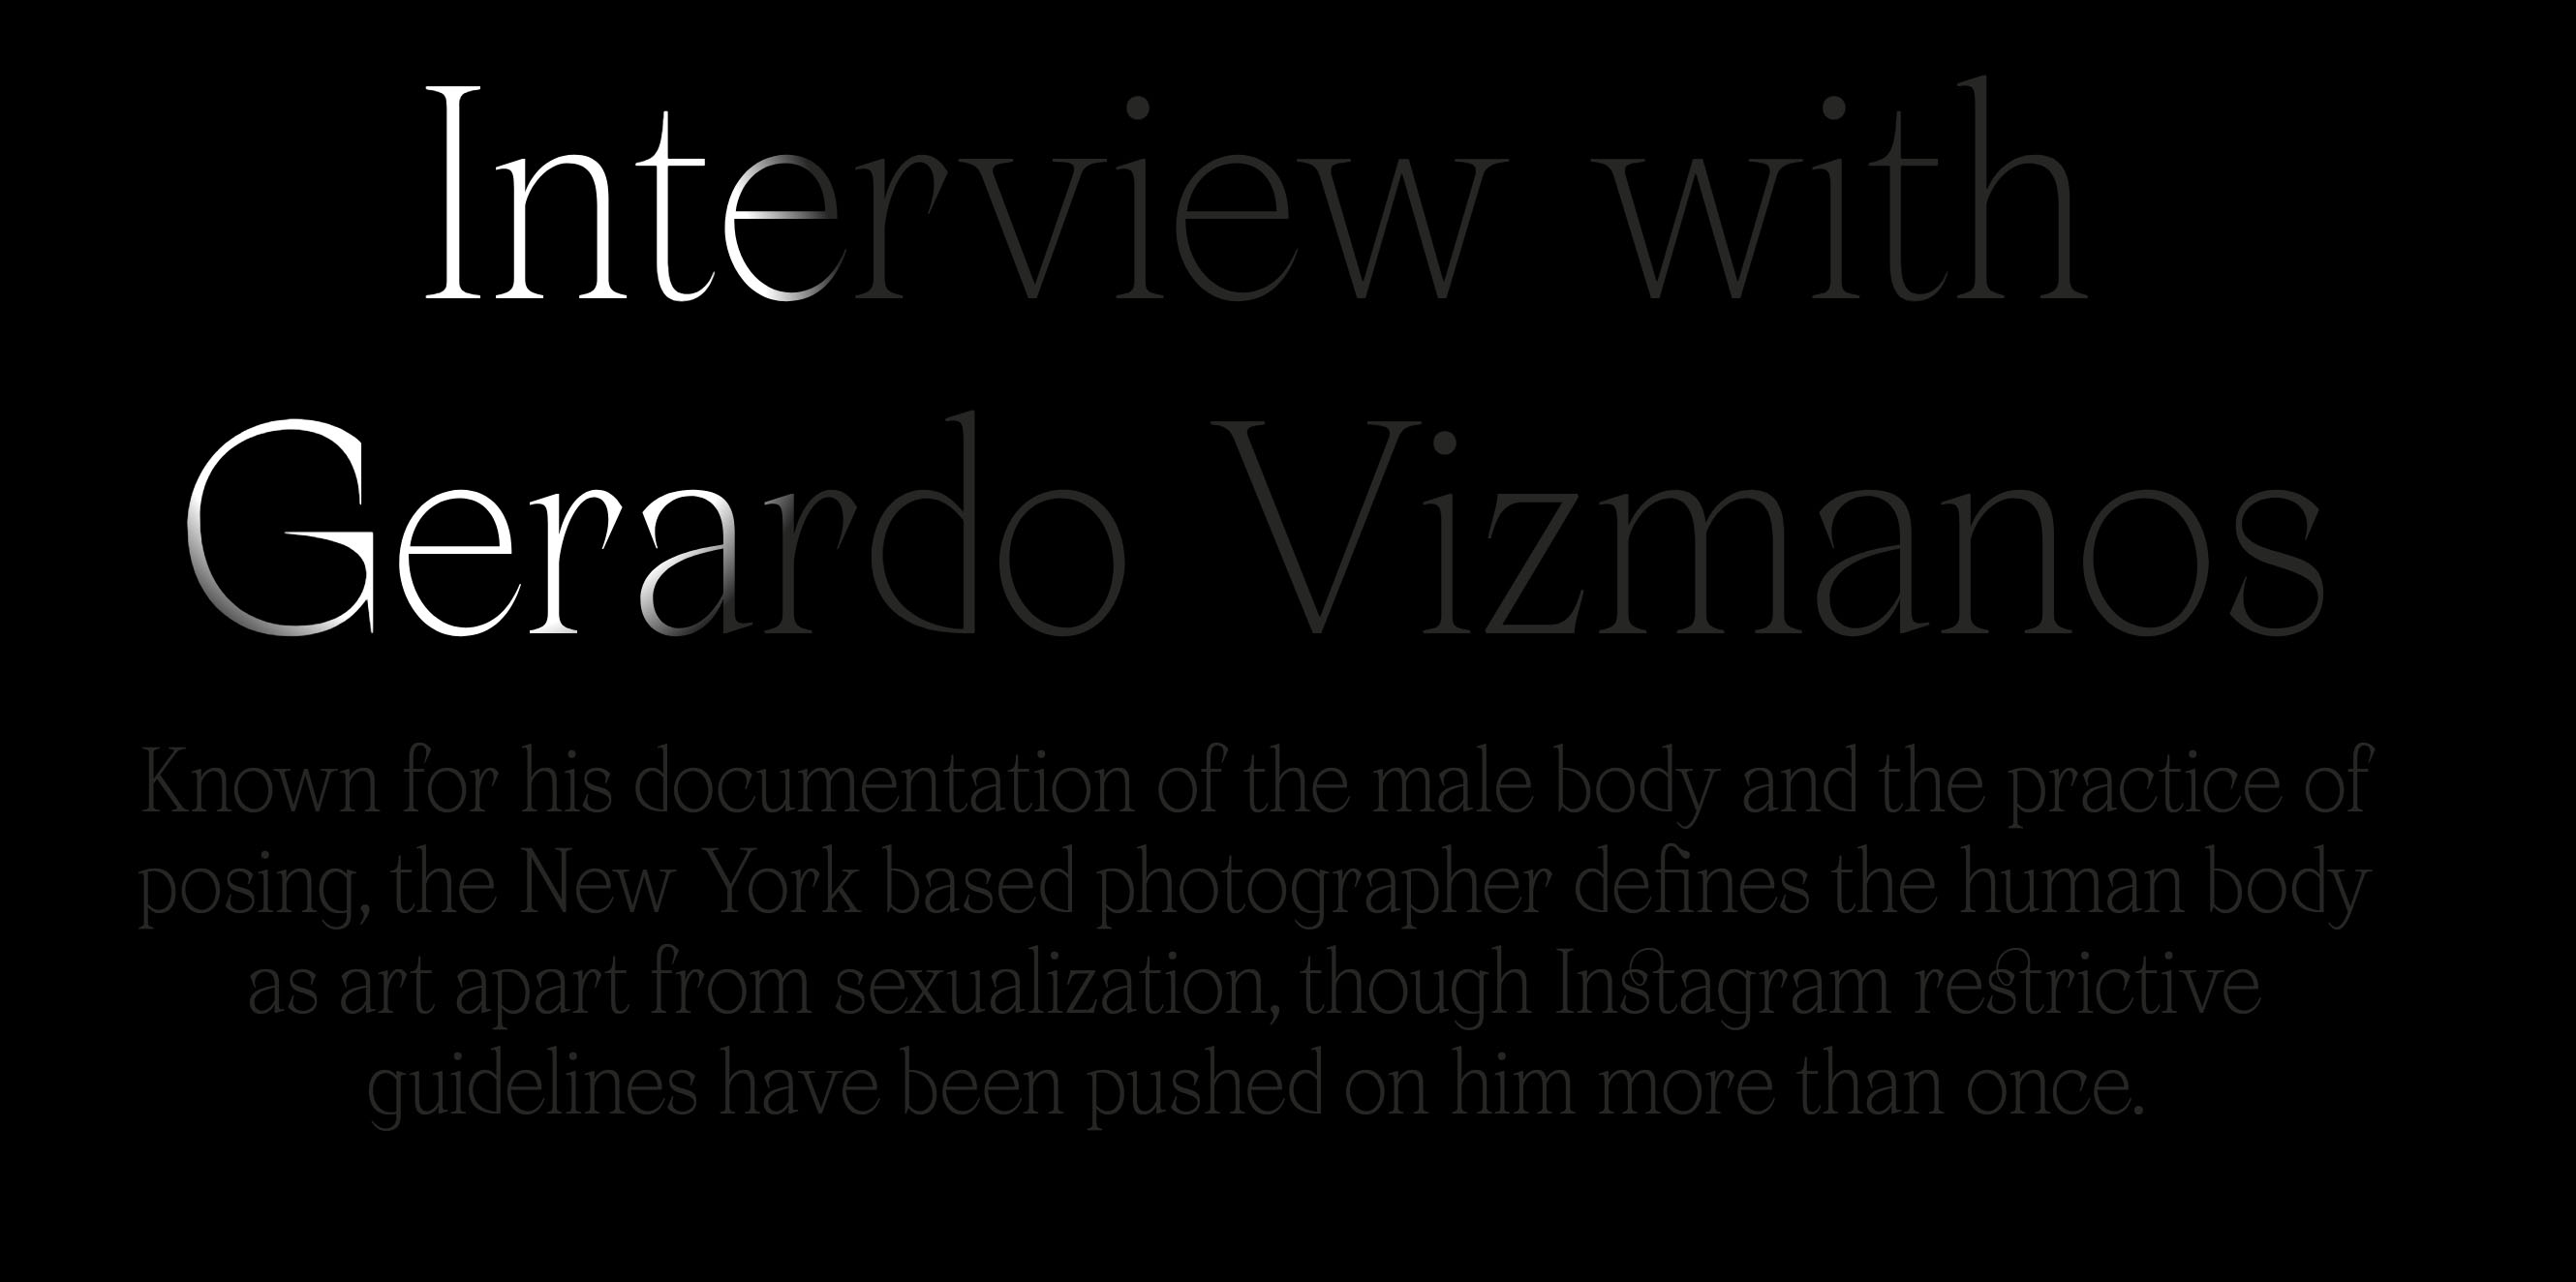 Interview with
Gerardo Vizmanos
Known for his documentation of the male body and the practice of
posing, the New York based photographer defines the human body
as art apart from sexualization, though Instagram restrictive
guidelines have been pushed on him more than once.